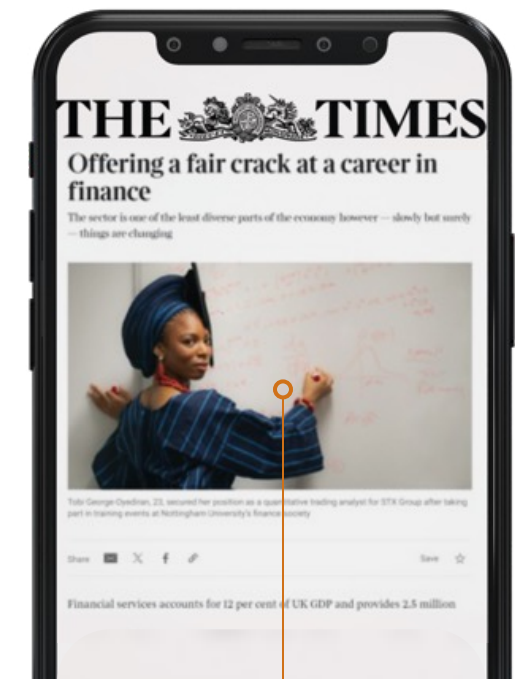 THE TIMES
Offering a fair crack at a career in
finance
The sector is one of the least diverse parts of the economy however — slowly but surely
— things are changing
Tobi George-Oyediran, 23, secured her position as a quantitative trading analyst for STX Group after taking
part in training events at Nottingham University's finance society
Share
Save
Financial services accounts for 12 per cent of UK GDP and provides 2.5 million